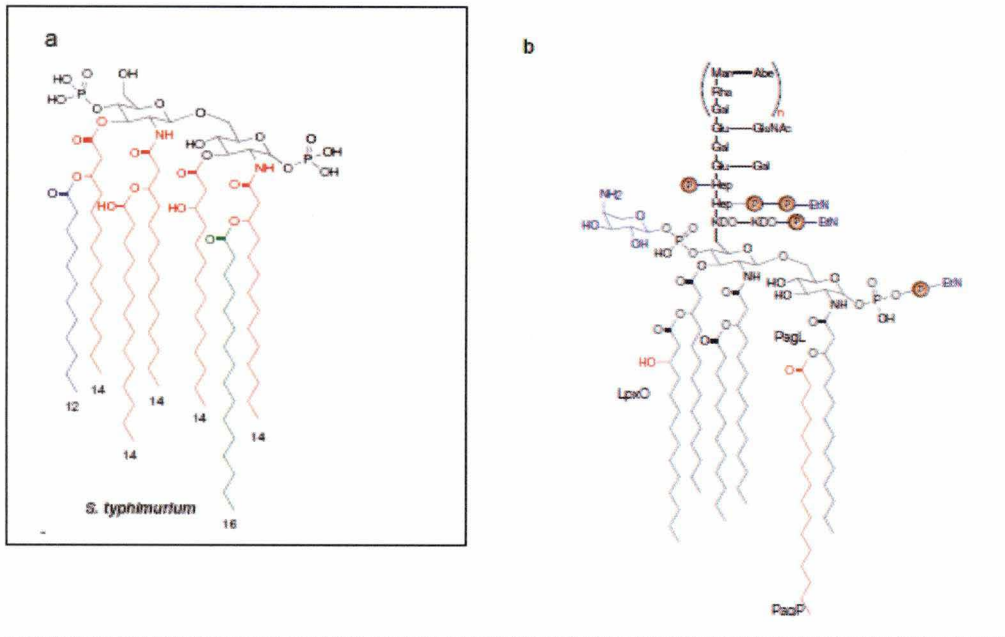 a
HO
O
OH
HO
P
O
O
O
O
NH
HO
O
O
O
P
OH
O
O
O
NH
O
OH
O
O
O
HO
O
HO
O
O
14
12
14
14
14
14
S. typhimurium
16
b
Man Abe
Rha
n
Gal
Glu GlcNAc
Gal
Glu Gal
P Hep
NH2
Hep P P EtN
KDO KDO P EtN
O
HO
O
O
OH
P
O
HO
O
O
O
NH
HO
O
P EtN
O
HO
O
P
O
O
NH
OH
O
O
O
PagL
O
O
O
HO
O
LpxO
PagP